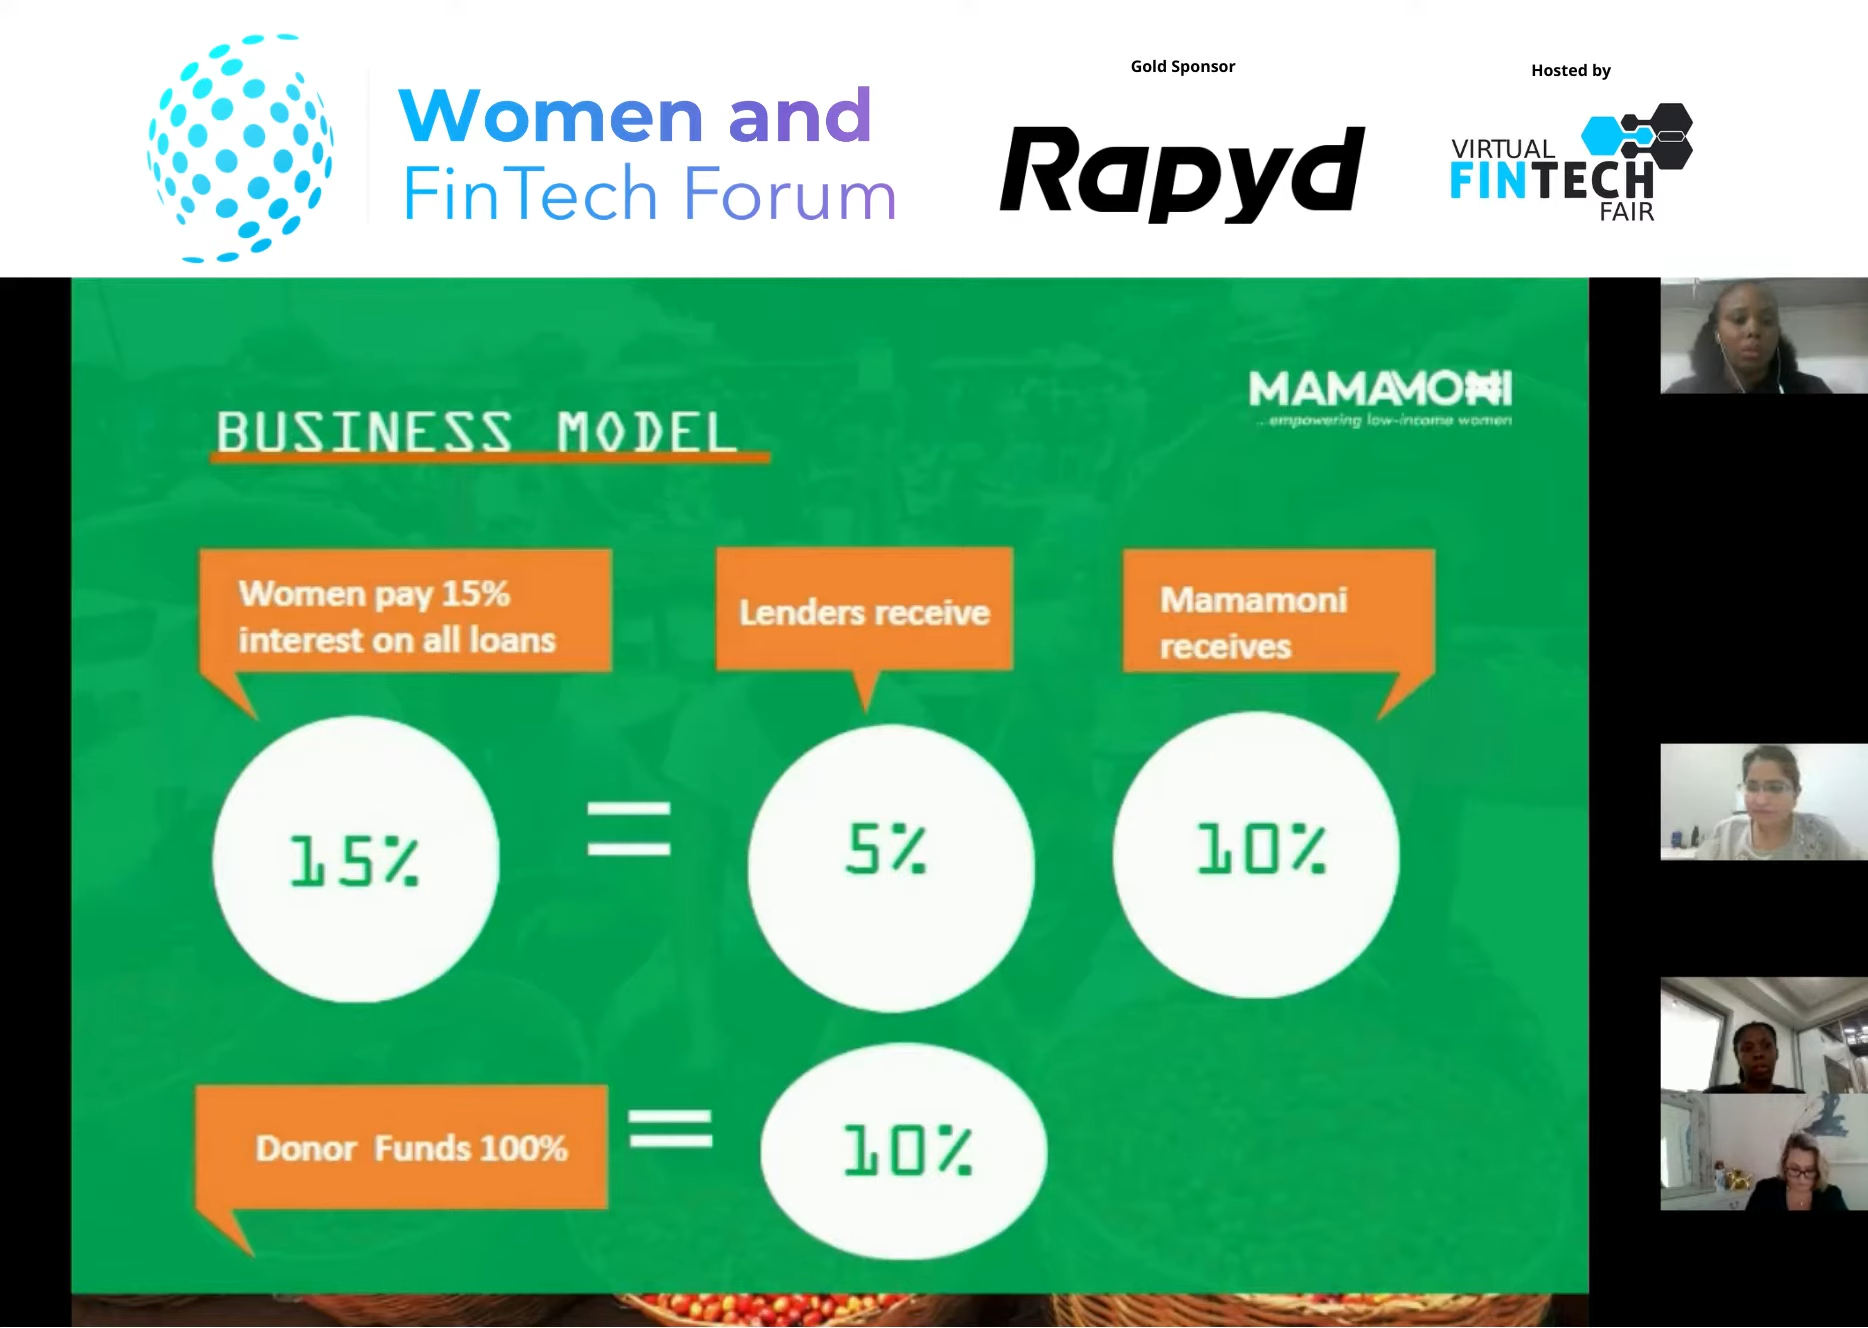 Women and
FinTech Forum
Gold Sponsor
Rapyd
Hosted by
VIRTUAL
FINTECH
FAIR
MAMAMONI
...empowering low-income women
BUSINESS MODEL
Women pay 15%
interest on all loans
Lenders receive
Mamamoni
receives
15%
=
5%
10%
Donor Funds 100%
=
10%